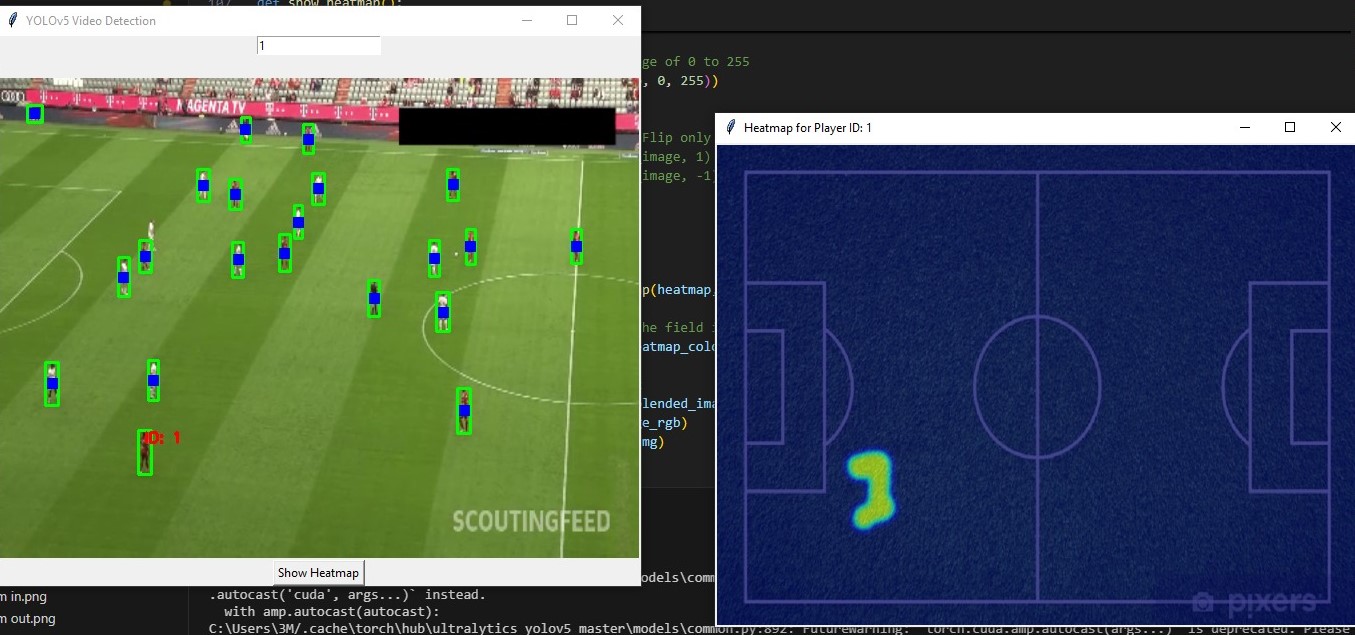 107 def show_heatmap():
YOLOv5 Video Detection
1
MAGENTA TV
ID: 1
SCOUTINGFEED
Show Heatmap
ge of 0 to 255
, 0, 255))
Flip only
image, 1)
image, -1
p(heatmap,
he field i
eatmap_colo
lended_ima
e_rgb)
mg)
Heatmap for Player ID: 1
pixers
m in.png
m out.png
odels\comm
.autocast('cuda', args...)` instead.
with amp.autocast(autocast):
C:\Users\3M/.cache\torch\hub\ultralytics_yolov5_master\models\common.py:892: FutureWarning: `torch.cuda.amp.autocast(args...)` is deprecated. Please